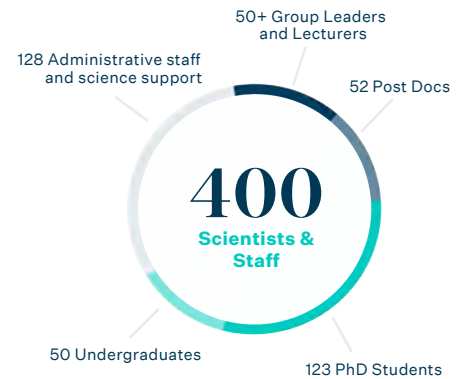 50+ Group Leaders
and Lecturers
128 Administrative staff
and science support
52 Post Docs
400
Scientists &
Staff
50 Undergraduates
123 PhD Students